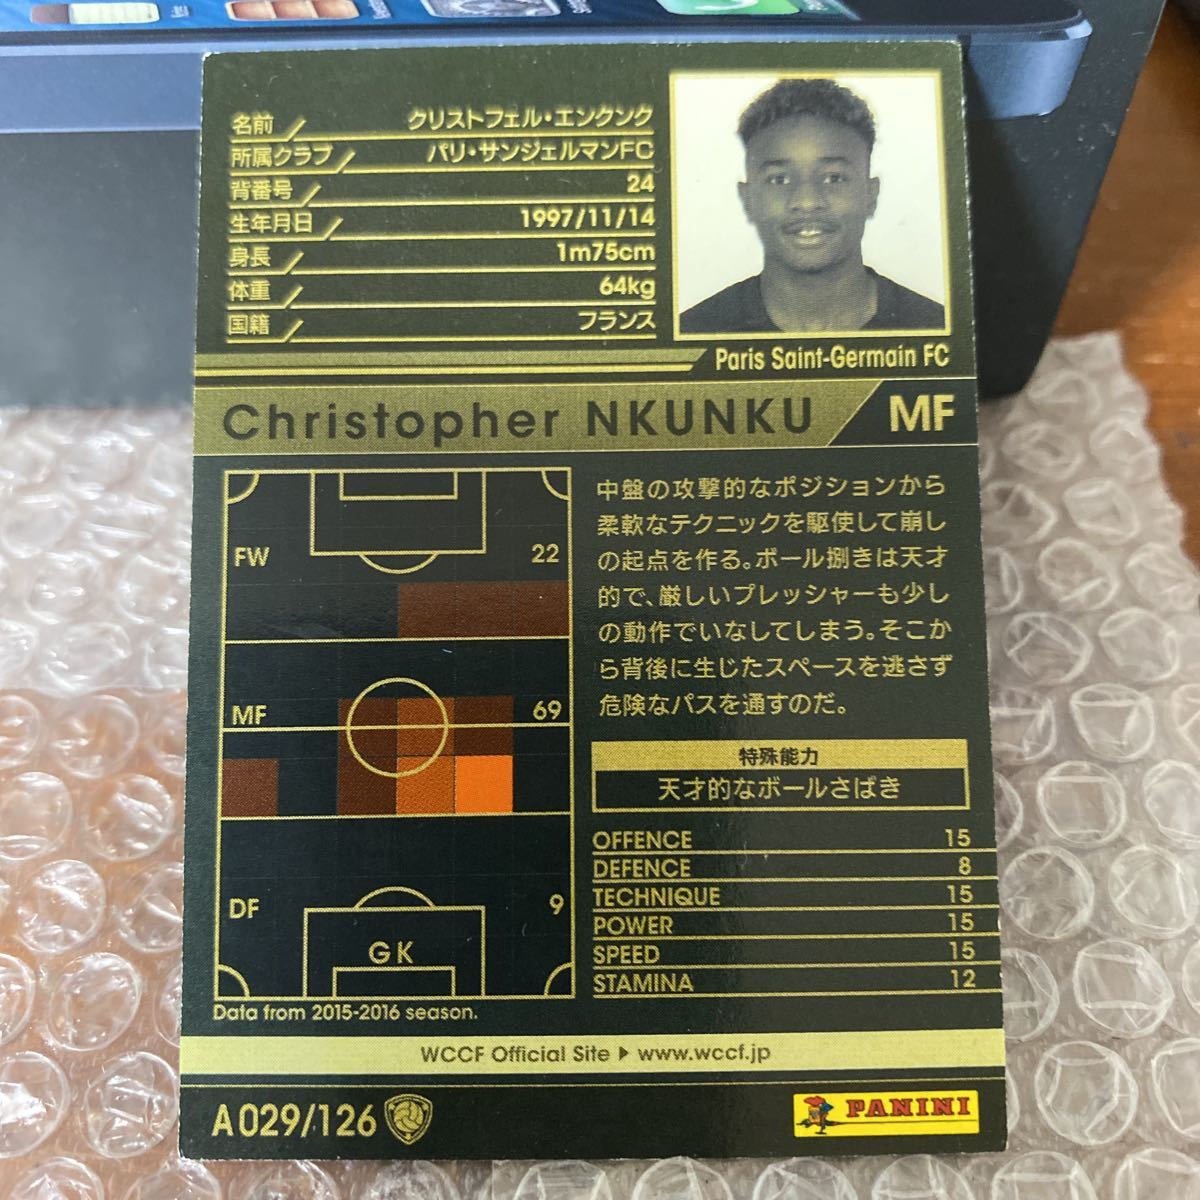 名前 クリストフェル・エンクンク
所属クラブ パリ・サンジェルマンFC
背番号 24
生年月日 1997/11/14
身長 1m75cm
体重 64kg
国籍 フランス
Paris Saint-Germain FC
Christopher NKUNKU MF
FW 22
MF 69
DF 9
GK
Data from 2015-2016 season.
中盤の攻撃的なポジションから
柔軟なテクニックを駆使して崩し
の起点を作る。ボール捌きは天才
的で、厳しいプレッシャーも少し
の動作でいなしてしまう。そこか
ら背後に生じたスペースを逃さず
危険なパスを通すのだ。
特殊能力
天才的なボールさばき
OFFENCE 15
DEFENCE 8
TECHNIQUE 15
POWER 15
SPEED 15
STAMINA 12
WCCF Official Site ▶ www.wccf.jp
A029/126
PANINI